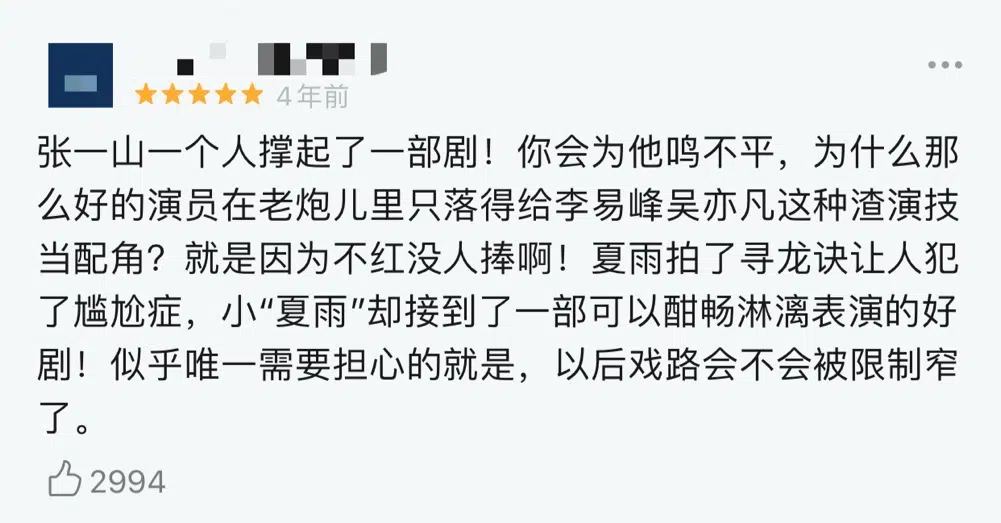 4年前
张一山一个人撑起了一部剧！你会为他鸣不平，为什么那
么好的演员在老炮儿里只落得给李易峰吴亦凡这种渣演技
当配角？就是因为不红没人捧啊！夏雨拍了寻龙诀让人犯
了尴尬症，小“夏雨”却接到了一部可以酣畅淋漓表演的好
剧！似乎唯一需要担心的就是，以后戏路会不会被限制窄
了。
2994